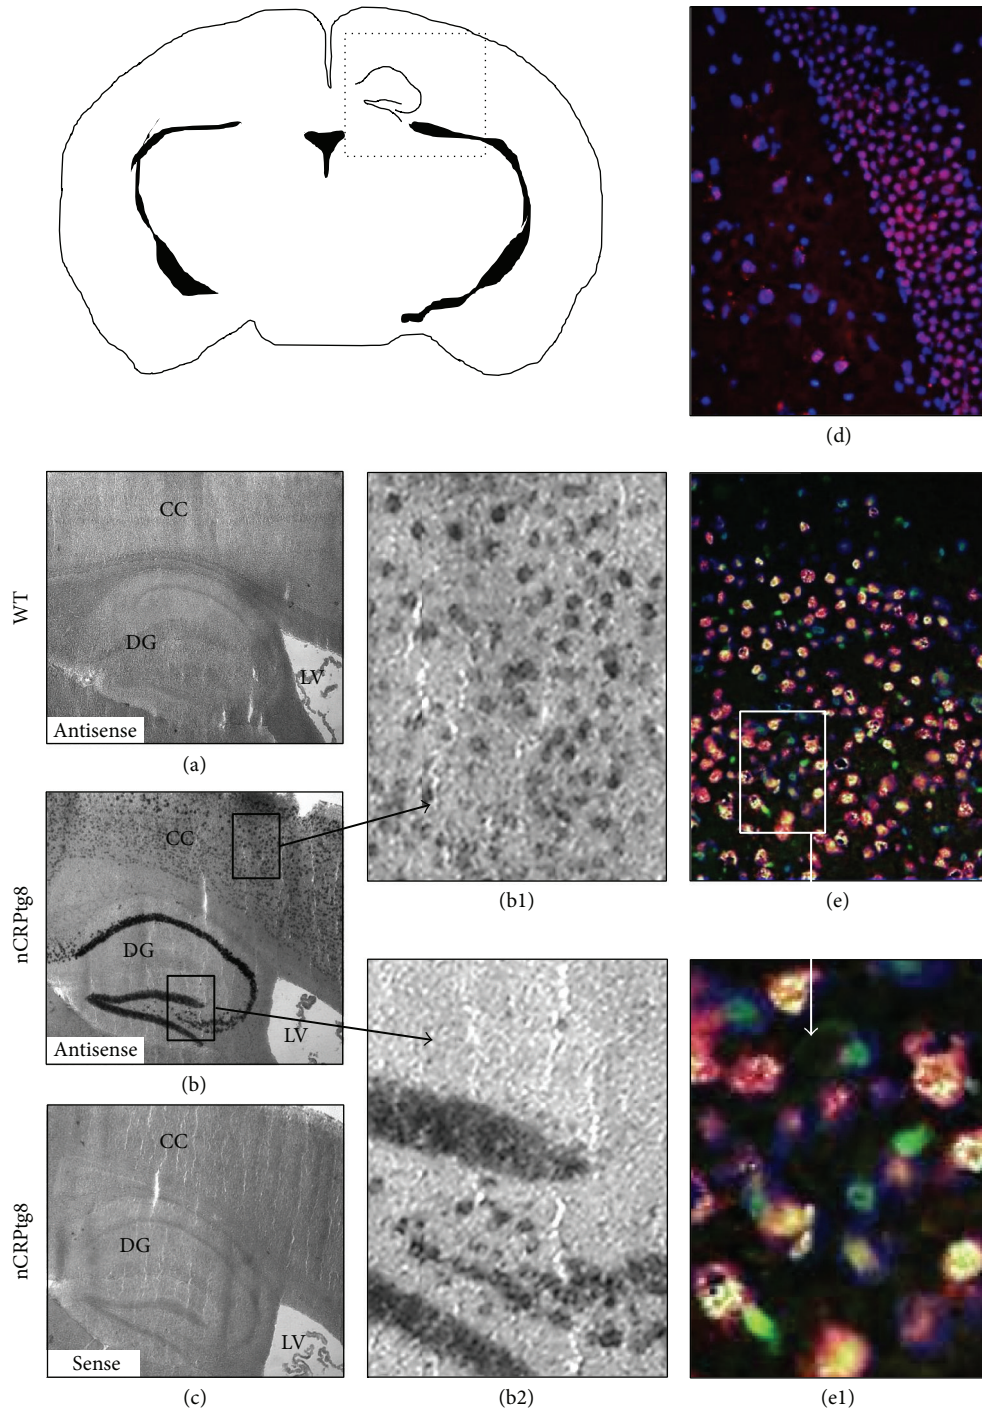 (d)
WT
CC
DG
LV
Antisense
(a)
(b1)
(e)
nCRPtg8
CC
DG
LV
Antisense
(b)
nCRPtg8
CC
DG
LV
Sense
(c)
(b2)
(e1)